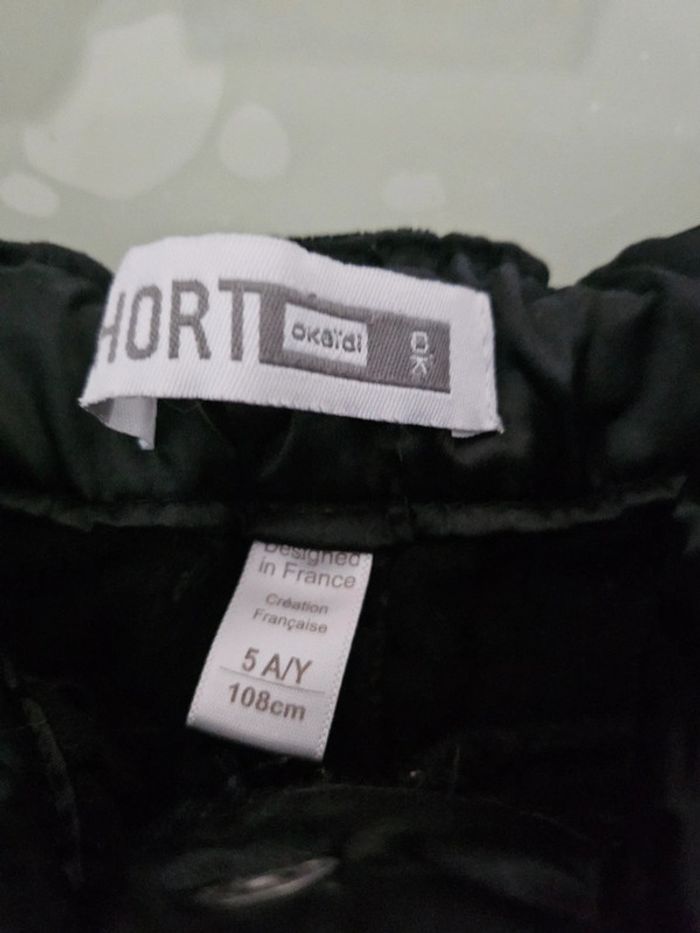 HORT okaïdi OK
Designed
in France
Création
Française
5 A/Y
108cm